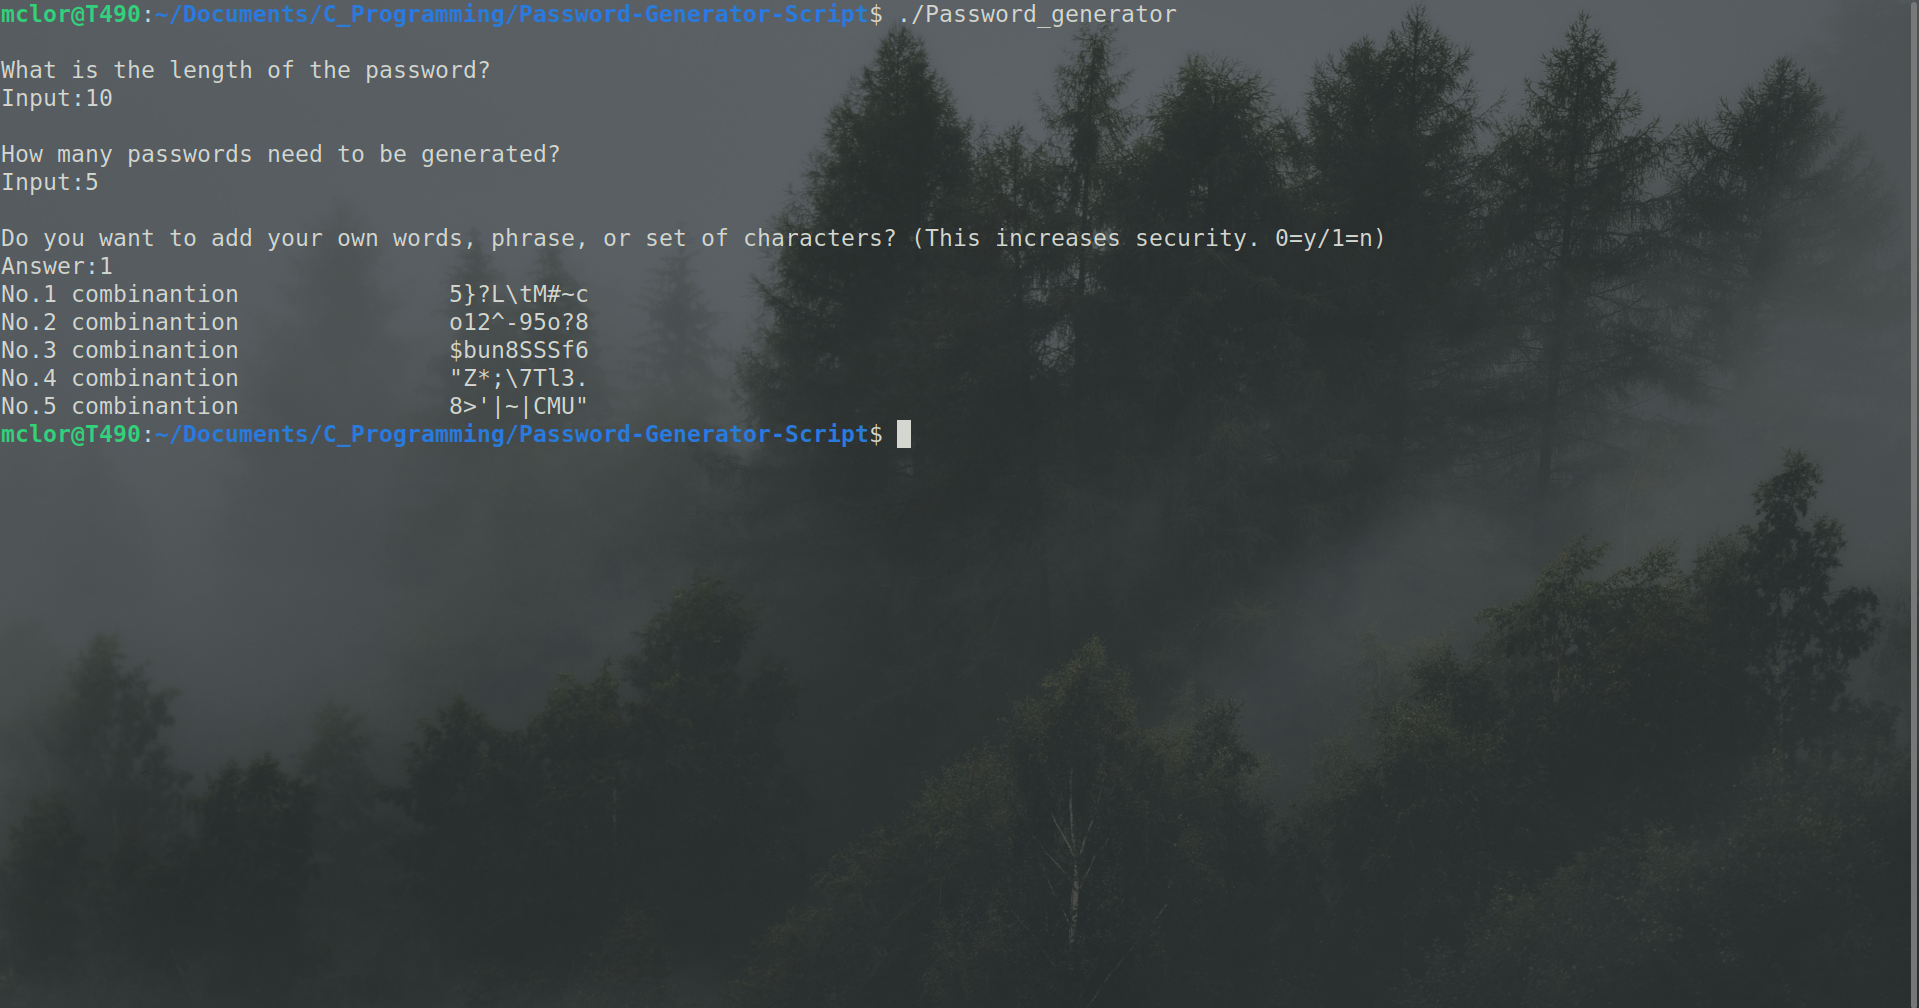 mclor@T490:~/Documents/C_Programming/Password-Generator-Script$ ./Password_generator
What is the length of the password?
Input:10
How many passwords need to be generated?
Input:5
Do you want to add your own words, phrase, or set of characters? (This increases security. 0=y/1=n)
Answer:1
No.1 combinantion 5}?L\tM#~c
No.2 combinantion o12^-95o?8
No.3 combinantion $bun8SSSf6
No.4 combinantion "Z*;\7Tl3.
No.5 combinantion 8>'|~|CMU"
mclor@T490:~/Documents/C_Programming/Password-Generator-Script$